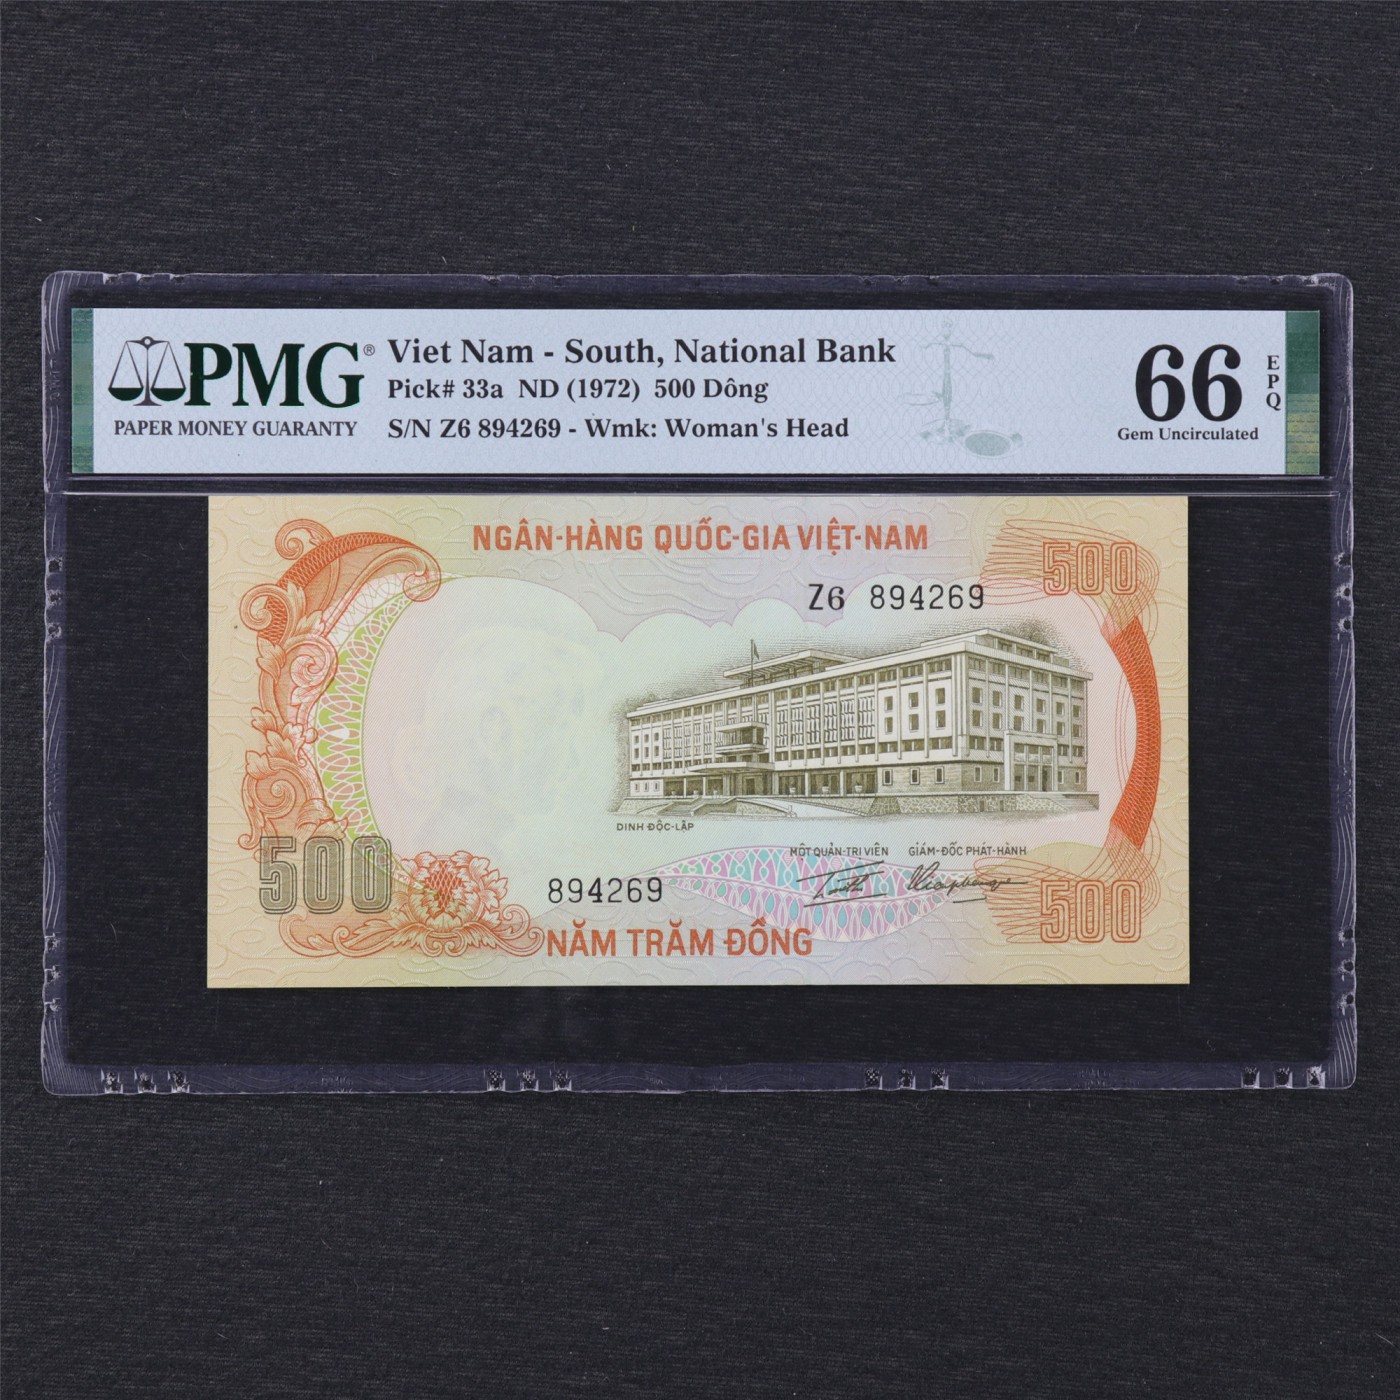 PMG®
PAPER MONEY GUARANTY
Viet Nam - South, National Bank
Pick# 33a ND (1972) 500 Dông
S/N Z6 894269 - Wmk: Woman's Head
66
EPQ
Gem Uncirculated
NGÂN-HÀNG QUỐC-GIA VIỆT-NAM
500
Z6 894269
DINH ĐỘC-LẬP
MỘT QUẢN-TRỊ VIÊN GIÁM-ĐỐC PHÁT-HÀNH
500
894269
500
NĂM TRĂM ĐỒNG